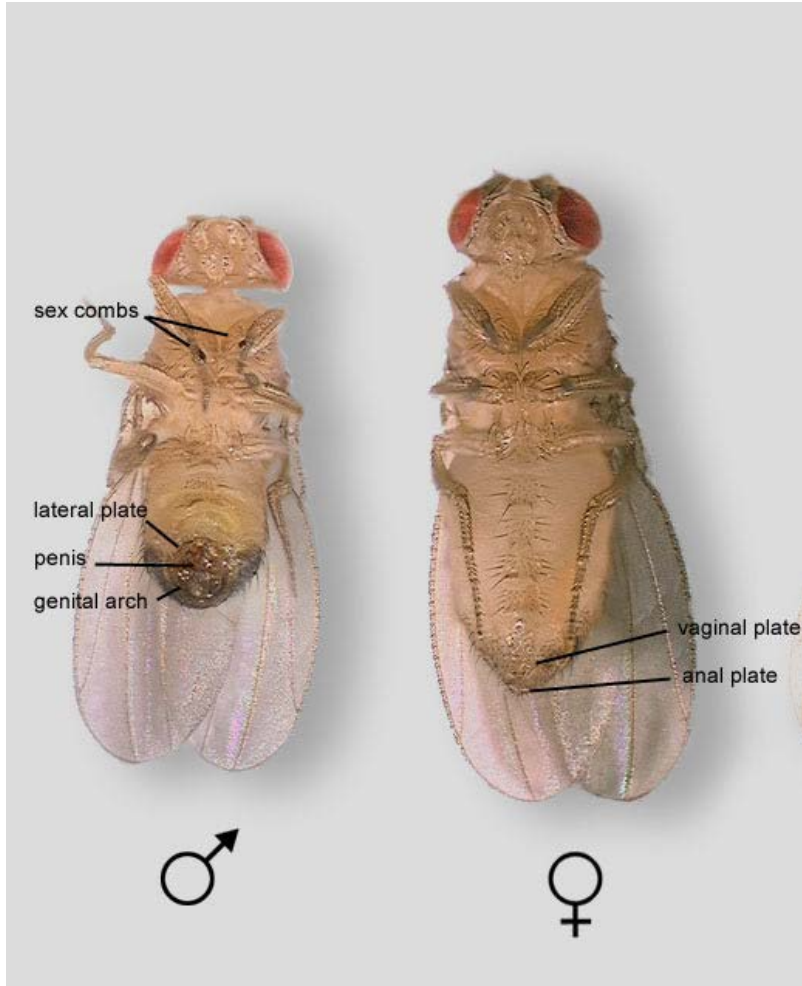 sex combs
lateral plate
penis
genital arch
vaginal plate
anal plate
♂
♀